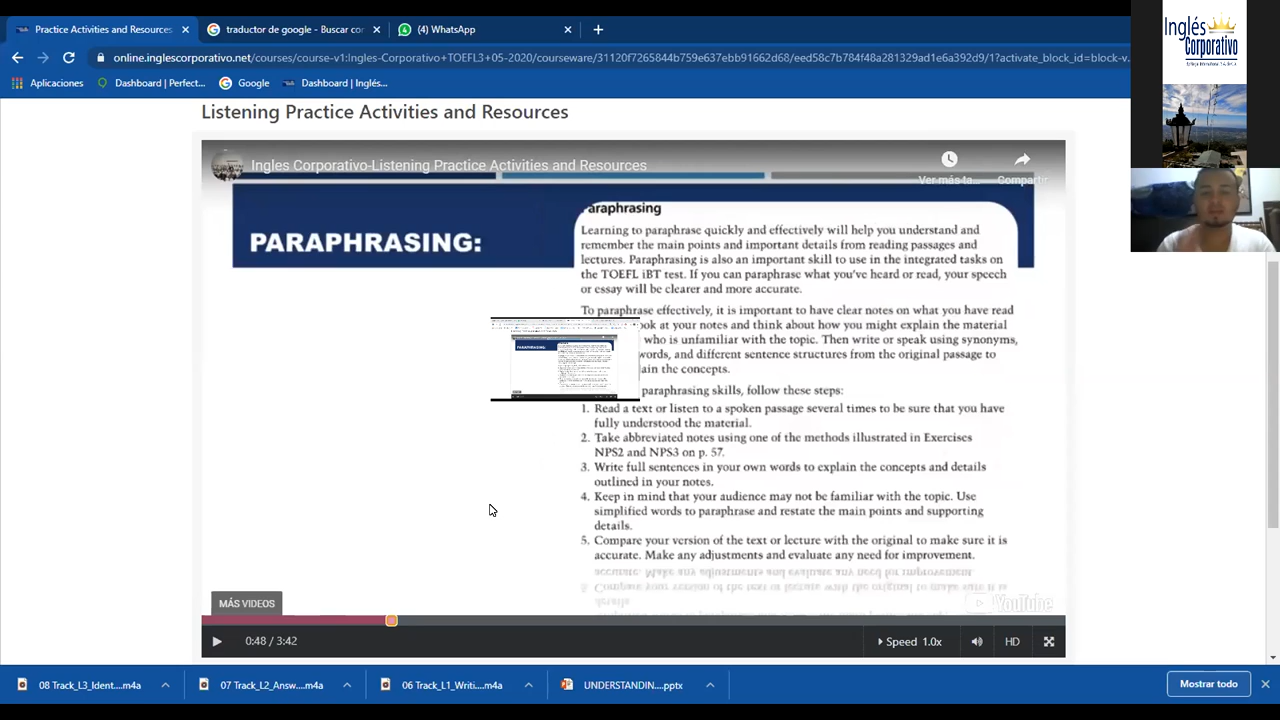 Practice Activities and Resources
traductor de google - Buscar co
(4) WhatsApp
online.inglescorporativo.net/courses/course-v1:Ingles-Corporativo+TOEFL3+05-2020/courseware/31120f7265844b759e637ebb91662d68/eed58c7b784f48a281329ad1e6a392d9/1?activate_block_id=block-v.
Aplicaciones
Dashboard | Perfect...
Google
Dashboard | Inglés...
Inglés
Corporativo
Listening Practice Activities and Resources
Ingles Corporativo-Listening Practice Activities and Resources
Ver más ta...
Compartir
PARAPHRASING:
Paraphrasing
Learning to paraphrase quickly and effectively will help you understand and
remember the main points and important details from reading passages and
lectures. Paraphrasing is also an important skill to use in the integrated tasks on
the TOEFL iBT test. If you can paraphrase what you've heard or read, your speech
or essay will be clearer and more accurate.
To paraphrase effectively, it is important to have clear notes on what you have read
ook at your notes and think about how you might explain the material
who is unfamiliar with the topic. Then write or speak using synonyms,
words, and different sentence structures from the original passage to
ain the concepts.
paraphrasing skills, follow these steps:
1. Read a text or listen to a spoken passage several times to be sure that you have
fully understood the material.
2. Take abbreviated notes using one of the methods illustrated in Exercises
NPS2 and NPS3 on p. 57.
3. Write full sentences in your own words to explain the concepts and details
outlined in your notes.
4. Keep in mind that your audience may not be familiar with the topic. Use
simplified words to paraphrase and restate the main points and supporting
details.
5. Compare your version of the text or lecture with the original to make sure it is
accurate. Make any adjustments and evaluate any need for improvement.
MÁS VIDEOS
YouTube
0:48 / 3:42
Speed 1.0x
HD
08 Track_L3_Ident....m4a
07 Track_L2_Answ....m4a
06 Track_L1_Writi....m4a
UNDERSTANDIN....pptx
Mostrar todo